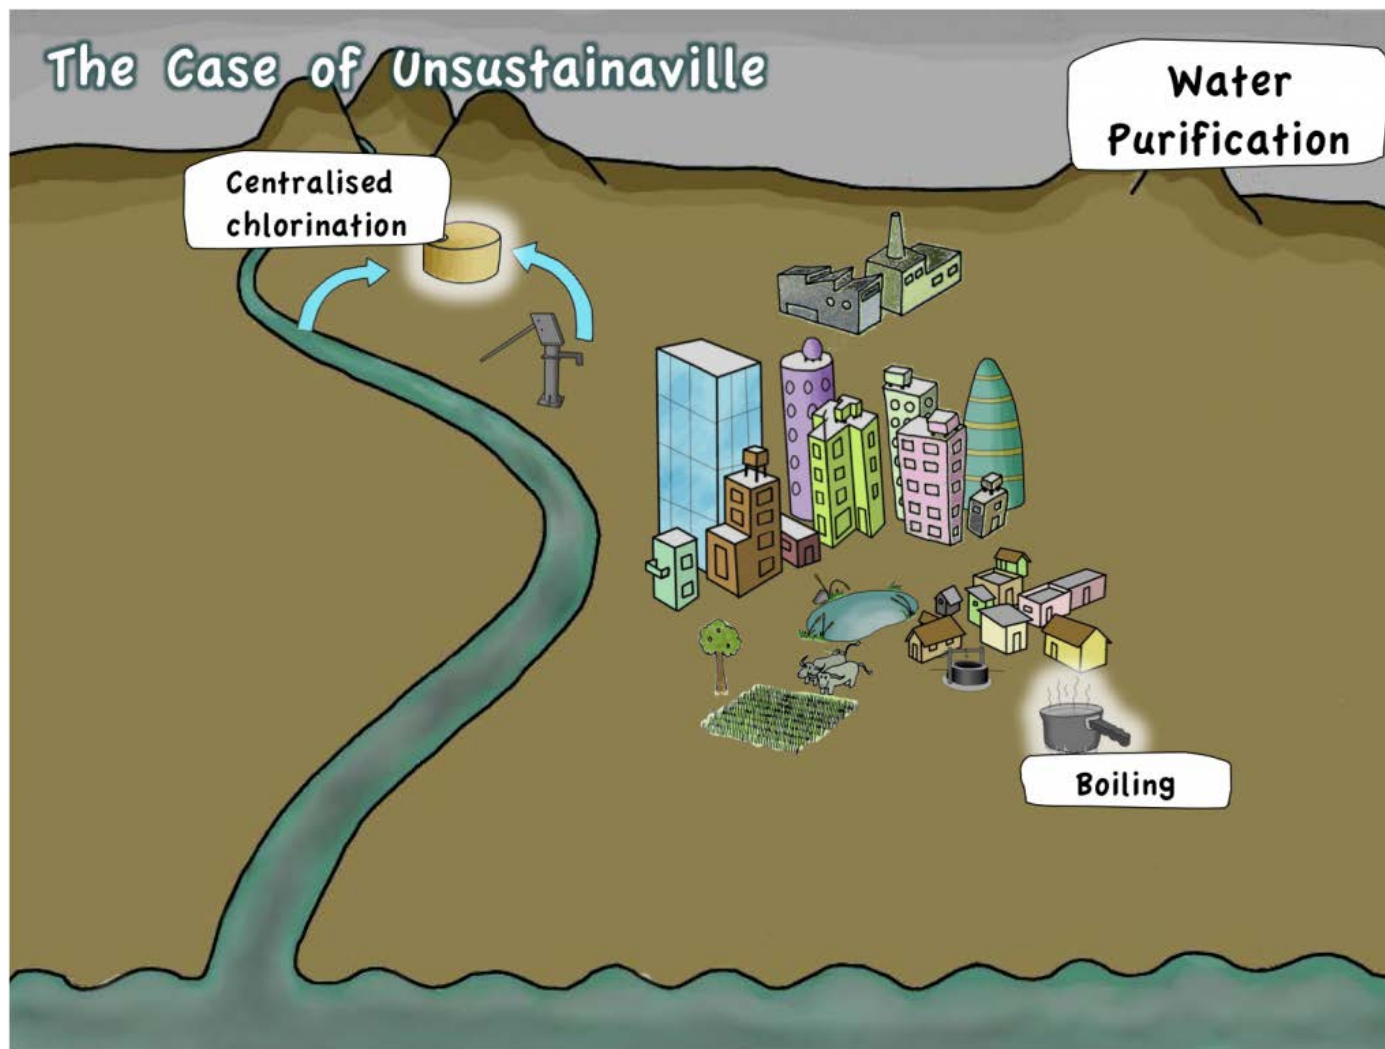 The Case of Unsustainaville
Water
Purification
Centralised
chlorination
Boiling